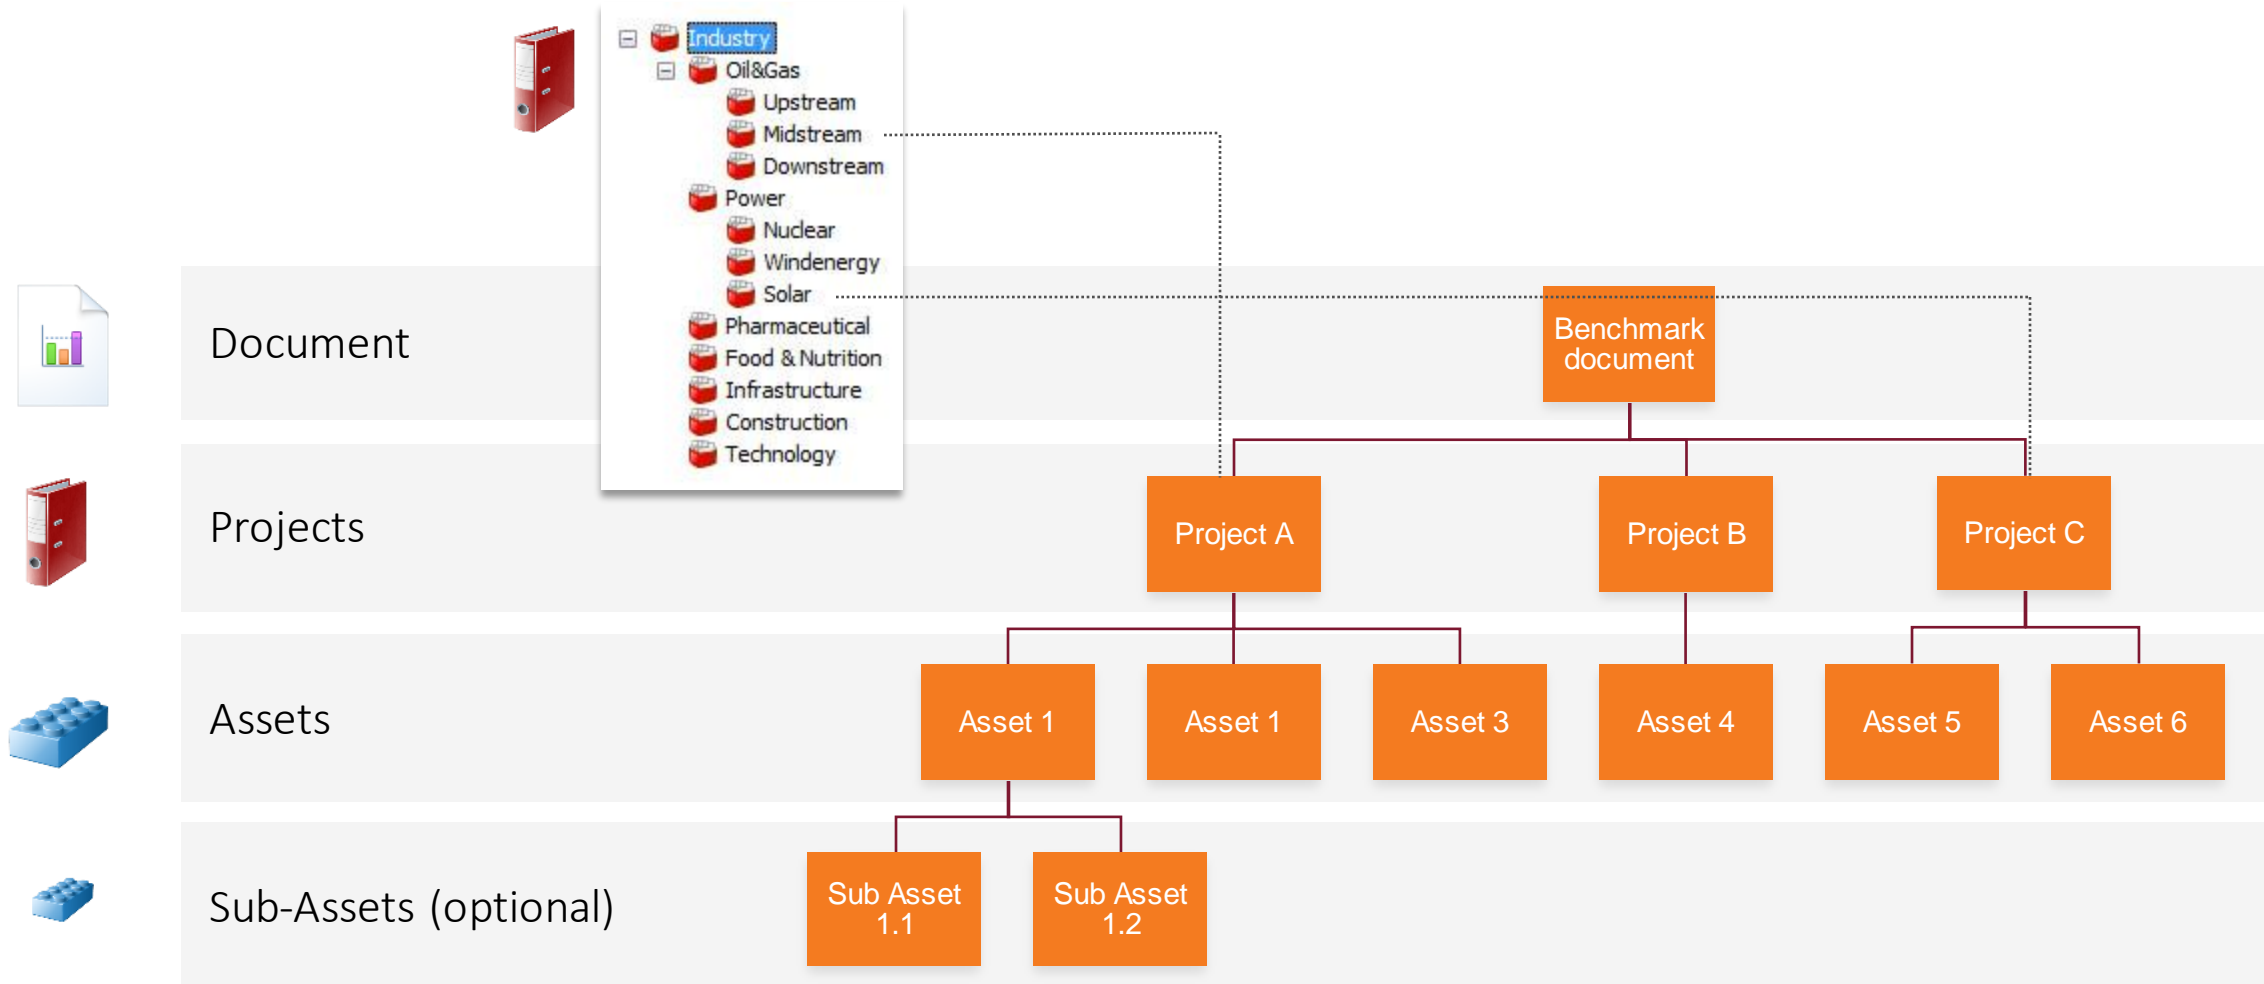 Industry
Oil&Gas
Upstream
Midstream
Downstream
Power
Nuclear
Windenergy
Solar
Pharmaceutical
Food & Nutrition
Infrastructure
Construction
Technology
Document
Benchmark
document
Projects
Project A
Project B
Project C
Assets
Asset 1
Asset 1
Asset 3
Asset 4
Asset 5
Asset 6
Sub-Assets (optional)
Sub Asset
1.1
Sub Asset
1.2